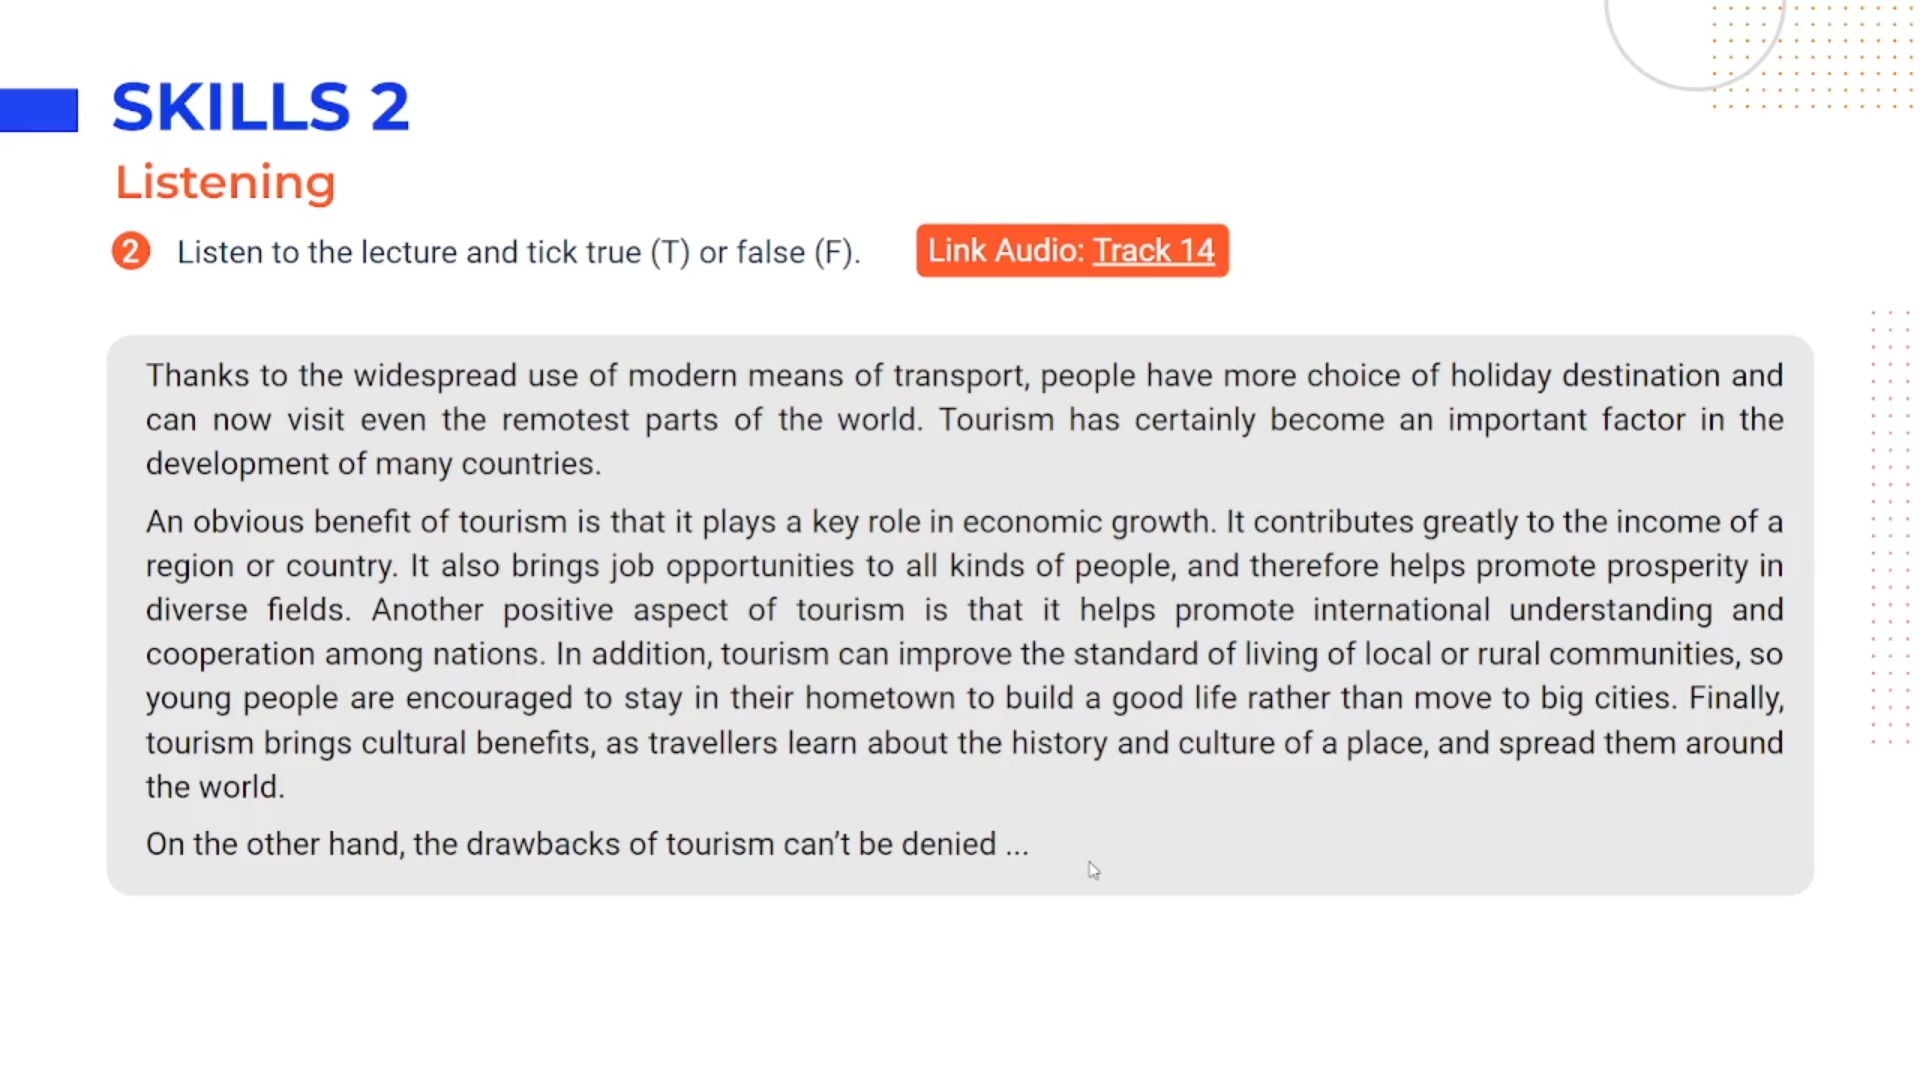 SKILLS 2
Listening
2 Listen to the lecture and tick true (T) or false (F). Link Audio: Track 14
Thanks to the widespread use of modern means of transport, people have more choice of holiday destination and
can now visit even the remotest parts of the world. Tourism has certainly become an important factor in the
development of many countries.
An obvious benefit of tourism is that it plays a key role in economic growth. It contributes greatly to the income of a
region or country. It also brings job opportunities to all kinds of people, and therefore helps promote prosperity in
diverse fields. Another positive aspect of tourism is that it helps promote international understanding and
cooperation among nations. In addition, tourism can improve the standard of living of local or rural communities, so
young people are encouraged to stay in their hometown to build a good life rather than move to big cities. Finally,
tourism brings cultural benefits, as travellers learn about the history and culture of a place, and spread them around
the world.
On the other hand, the drawbacks of tourism can’t be denied ...